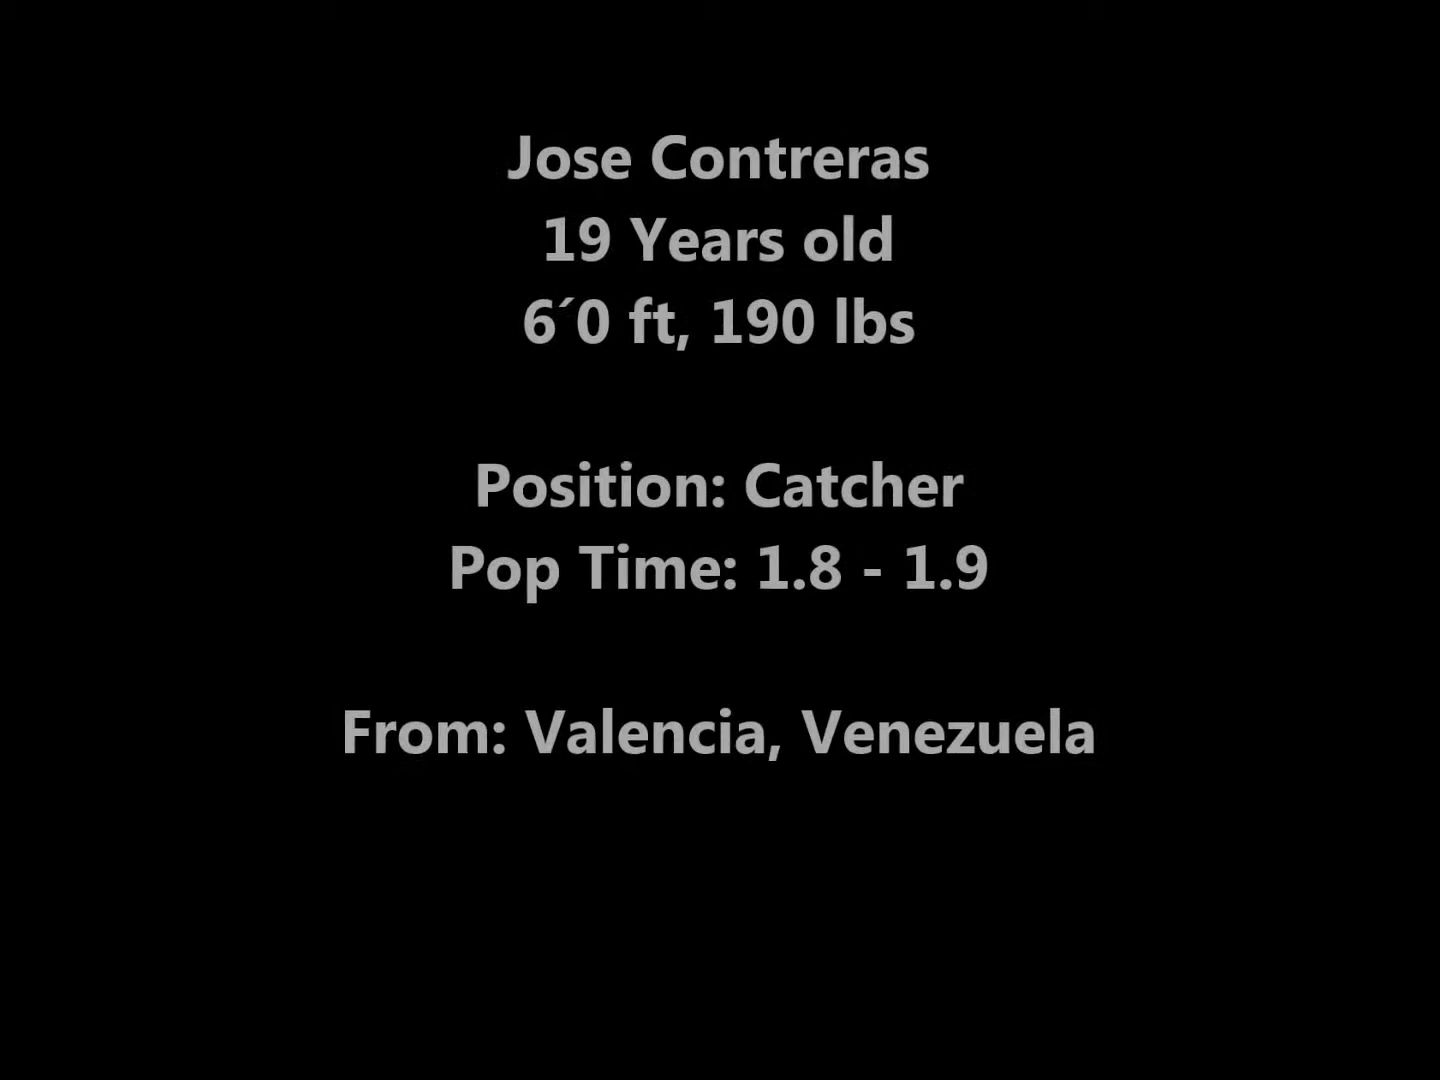 Jose Contreras
19 Years old
6´0 ft, 190 lbs
Position: Catcher
Pop Time: 1.8 - 1.9
From: Valencia, Venezuela